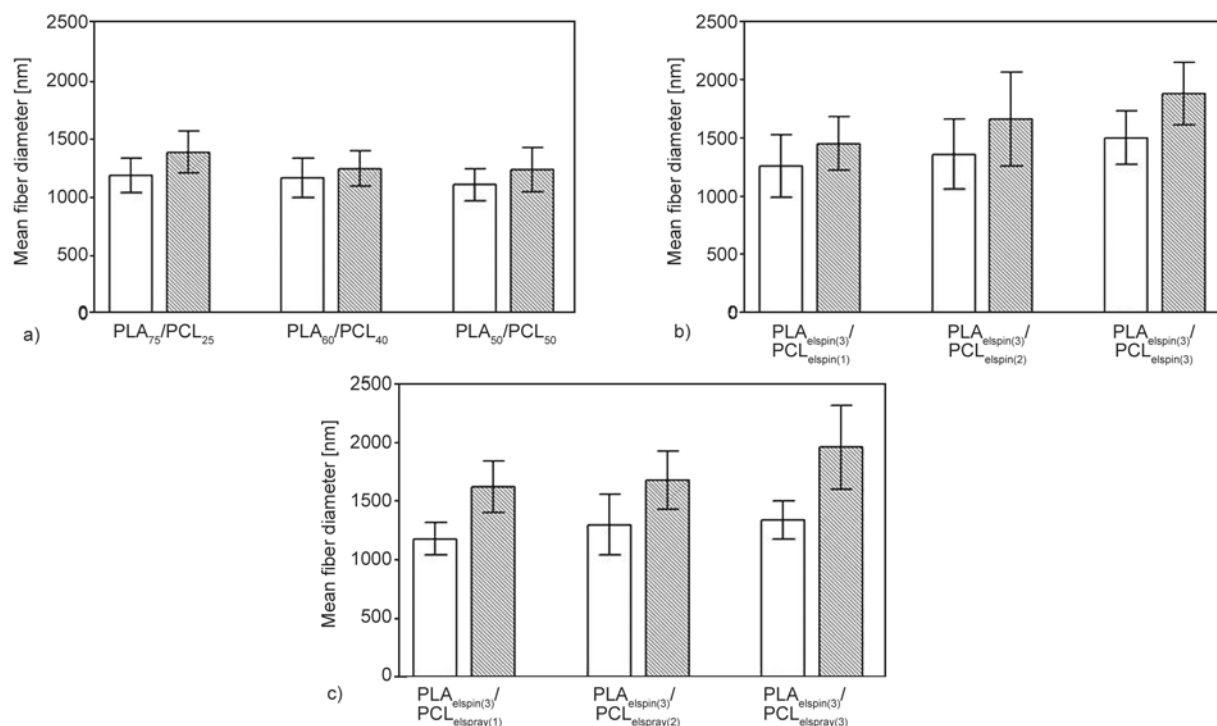 Mean fiber diameter [nm]
2500
2000
1500
1000
500
0
a)
PLA₇₅/PCL₂₅
PLA₆₀/PCL₄₀
PLA₅₀/PCL₅₀
Mean fiber diameter [nm]
2500
2000
1500
1000
500
0
b)
PLAelspin(3)/
PCLelspin(1)
PLAelspin(3)/
PCLelspin(2)
PLAelspin(3)/
PCLelspin(3)
Mean fiber diameter [nm]
2500
2000
1500
1000
500
0
c)
PLAelspin(3)/
PCLelspray(1)
PLAelspin(3)/
PCLelspray(2)
PLAelspin(3)/
PCLelspray(3)